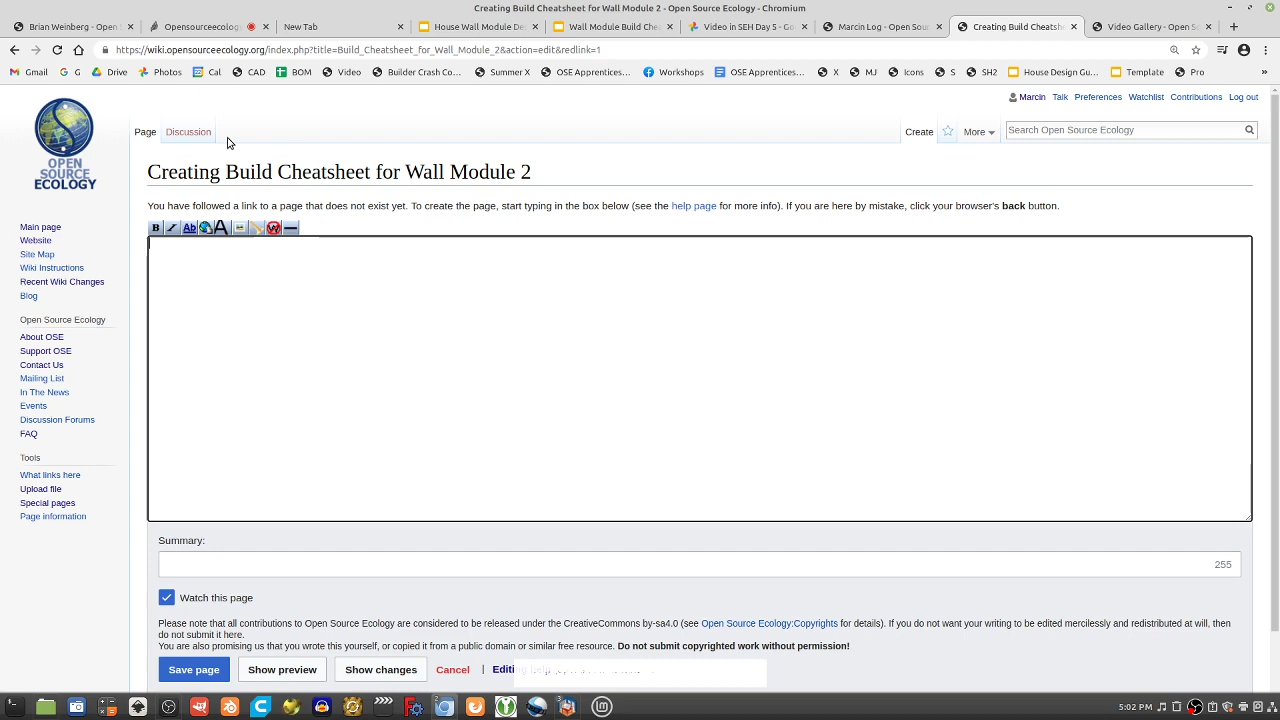 Creating Build Cheatsheet for Wall Module 2 - Open Source Ecology - Chromium
Brian Weinberg - Open
Opensourceecology
New Tab
House Wall Module De
Wall Module Build Che
Video in SEH Day 5 - Go
Marcin Log - Open Sou
Creating Build Cheatshe
Video Gallery - Open So
https://wiki.opensourceecology.org/index.php?title=Build_Cheatsheet_for_Wall_Module_2&action=edit&redlink=1
Gmail
G
Drive
Photos
Cal
CAD
BOM
Video
Builder Crash Co...
Summer X
OSE Apprentices...
Workshops
OSE Apprentices...
X
MJ
Icons
S
SH2
House Design Gu...
Template
Pro
»
Marcin Talk Preferences Watchlist Contributions Log out
Page Discussion Create More Search Open Source Ecology
OPEN
SOURCE
ECOLOGY
Creating Build Cheatsheet for Wall Module 2
You have followed a link to a page that does not exist yet. To create the page, start typing in the box below (see the help page for more info). If you are here by mistake, click your browser's back button.
B I Ab A
Main page
Website
Site Map
Wiki Instructions
Recent Wiki Changes
Blog
Open Source Ecology
About OSE
Support OSE
Contact Us
Mailing List
In The News
Events
Discussion Forums
FAQ
Tools
What links here
Upload file
Special pages
Page information
Summary:
255
Watch this page
Please note that all contributions to Open Source Ecology are considered to be released under the CreativeCommons by-sa4.0 (see Open Source Ecology:Copyrights for details). If you do not want your writing to be edited mercilessly and redistributed at will, then
do not submit it here.
You are also promising us that you wrote this yourself, or copied it from a public domain or similar free resource. Do not submit copyrighted work without permission!
Save page Show preview Show changes Cancel |
5:02 PM